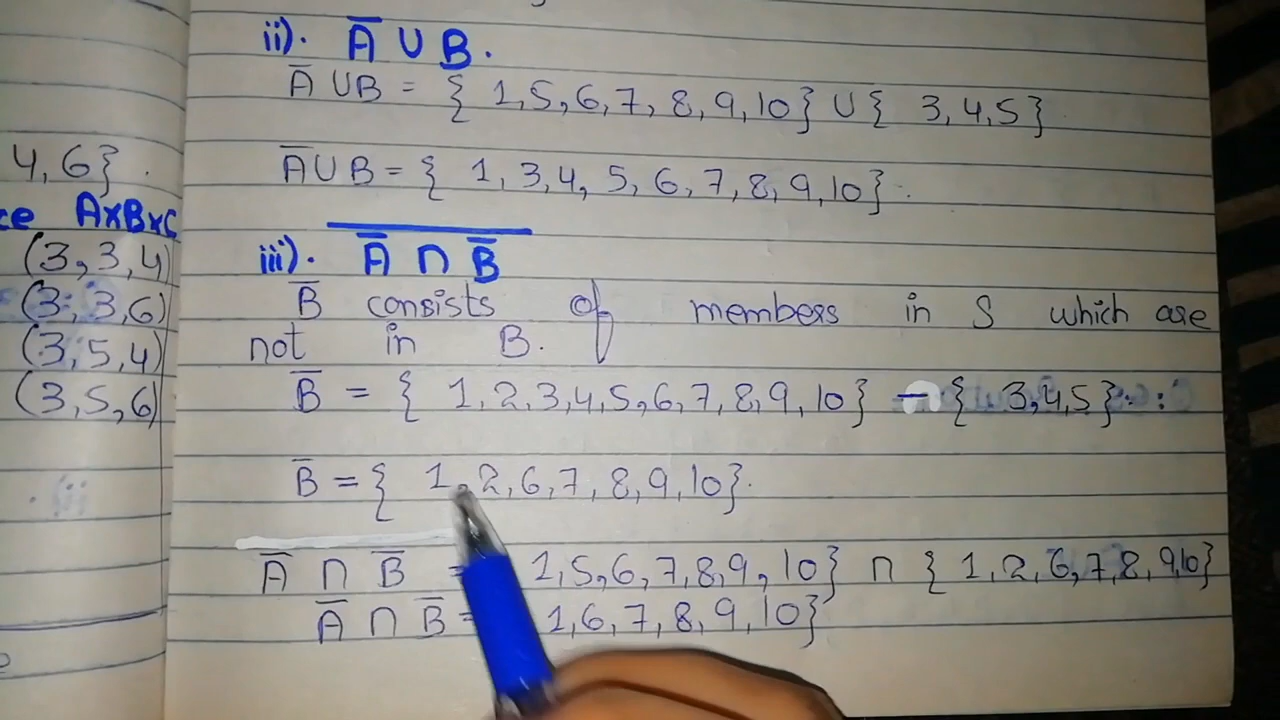 4,6}.
ce AxBxC
(3,3,4)
(3,3,6)
(3,5,4)
(3,5,6)
ii). A̅ ∪ B.
A̅ ∪ B = { 1,5,6,7,8,9,10} ∪ { 3,4,5}
A̅ ∪ B = { 1,3,4,5,6,7,8,9,10}.
iii). A̅ ∩ B̅
B̅ consists of members in S which are
not in B.
B̅ = { 1,2,3,4,5,6,7,8,9,10} − { 3,4,5}
B̅ = { 1,2,6,7,8,9,10}.
A̅ ∩ B̅ = 1,5,6,7,8,9,10} ∩ { 1,2,6,7,8,9,10}
A̅ ∩ B̅ = 1,6,7,8,9,10}